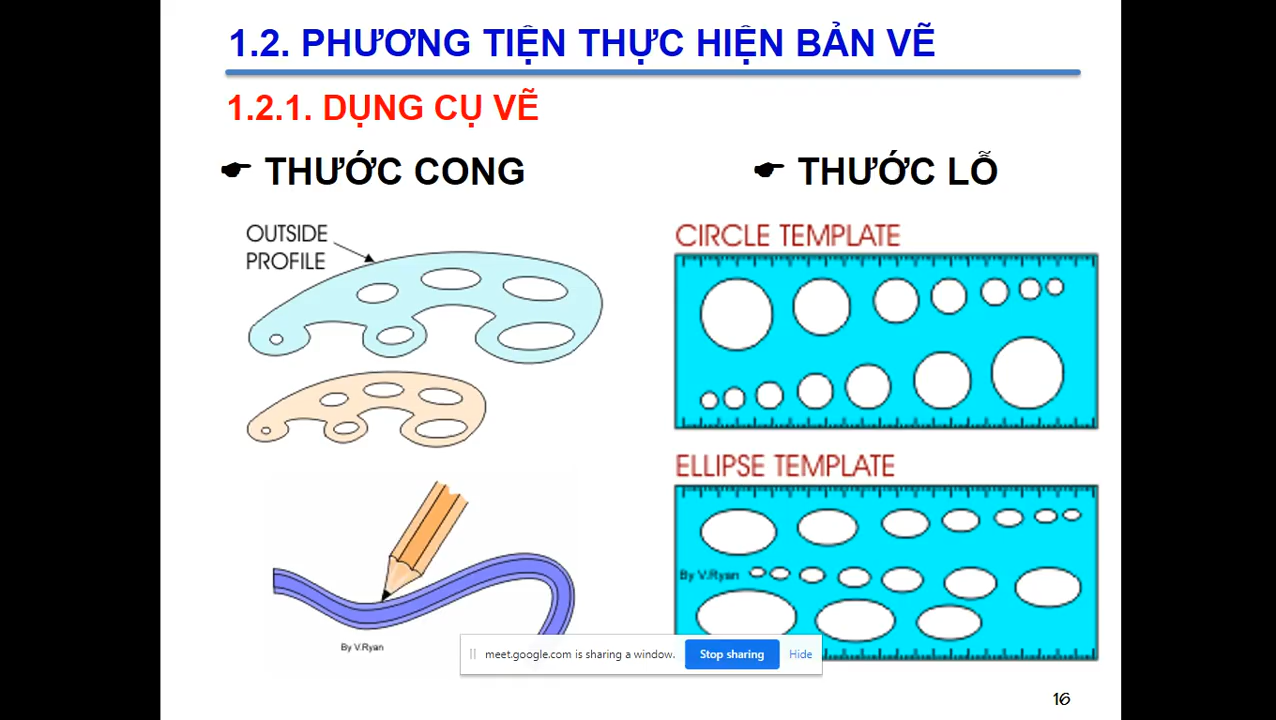 1.2. PHƯƠNG TIỆN THỰC HIỆN BẢN VẼ
1.2.1. DỤNG CỤ VẼ
THƯỚC CONG
THƯỚC LỖ
OUTSIDE
PROFILE
CIRCLE TEMPLATE
ELLIPSE TEMPLATE
By V.Ryan
By V.Ryan
meet.google.com is sharing a window.
Stop sharing
Hide
16